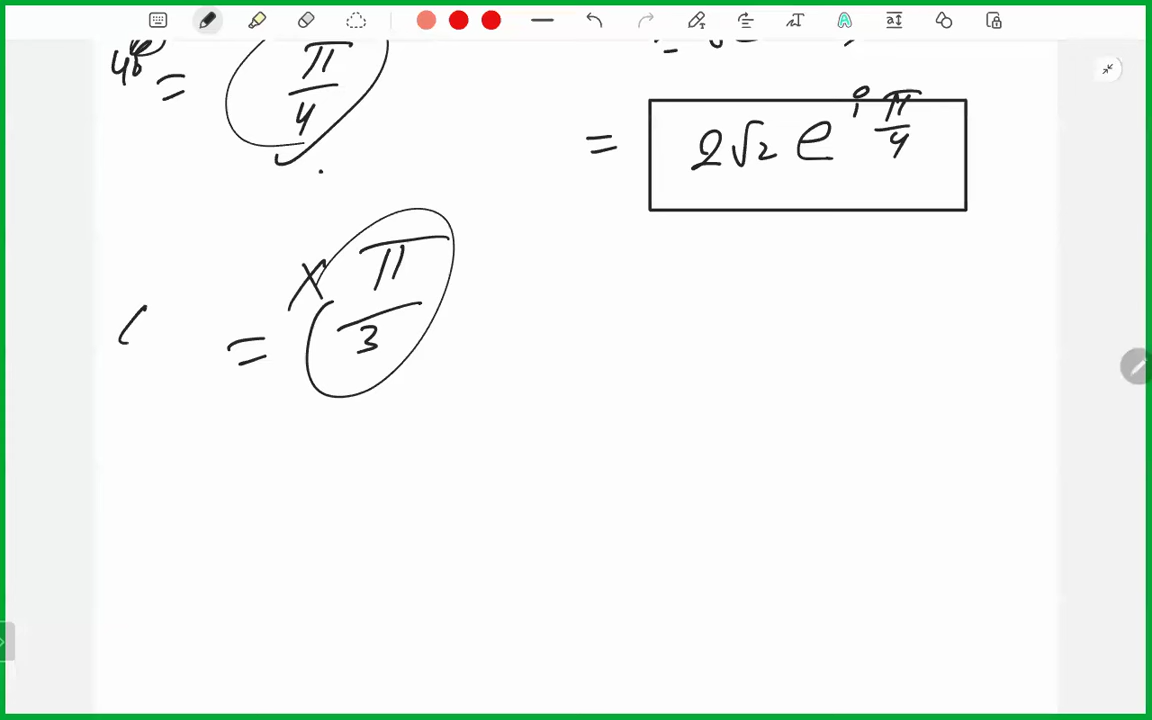 = π/4
= 2√2 e^{i π/4}
( = × π/3